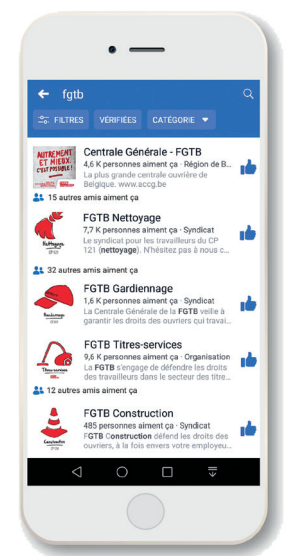 fgtb
FILTRES VÉRIFIÉES CATÉGORIE
AUTREMENT
ET MIEUX.
C'EST POSSIBLE!
Centrale Générale - FGTB
4,6 K personnes aiment ça · Région de B...
La plus grande centrale ouvrière de
Belgique. www.accg.be
15 autres amis aiment ça
Nettoyage
FGTB Nettoyage
7,7 K personnes aiment ça · Syndicat
Le syndicat pour les travailleurs du CP
121 (nettoyage). N'hésitez pas à nous c...
32 autres amis aiment ça
Gardiennage
FGTB Gardiennage
1,6 K personnes aiment ça · Syndicat
La Centrale Générale de la FGTB veille à
garantir les droits des ouvriers qui travai...
Titres-services
FGTB Titres-services
9,6 K personnes aiment ça · Organisation
La FGTB s'engage de défendre les droits
des travailleurs dans le secteur des titre...
12 autres amis aiment ça
Construction
FGTB Construction
485 personnes aiment ça · Syndicat
FGTB Construction défend les droits des
ouvriers, à la fois envers votre employeu...